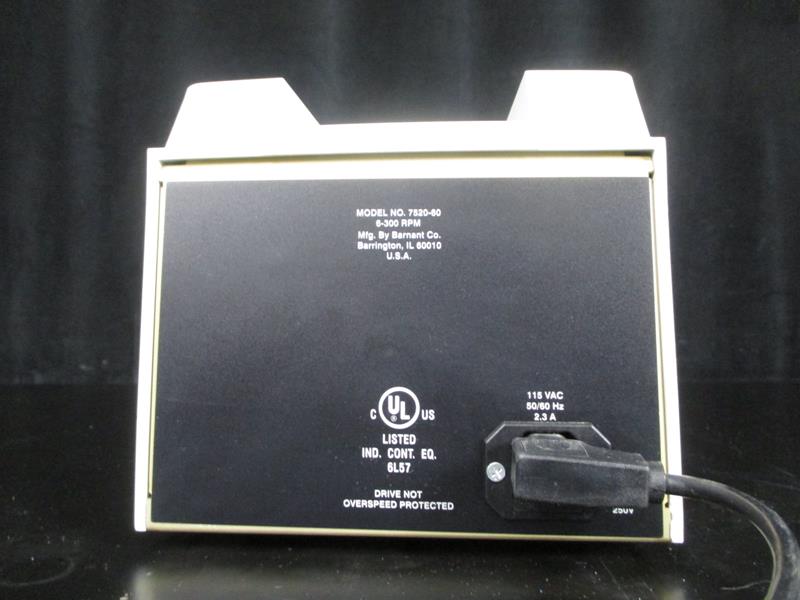 MODEL NO. 7520-60
6-300 RPM
Mfg. By Barnant Co.
Barrington, IL 60010
U.S.A.
115 VAC
50/60 Hz
2.3 A
C UL ® US
LISTED
IND. CONT. EQ.
6L57
DRIVE NOT
OVERSPEED PROTECTED
250V